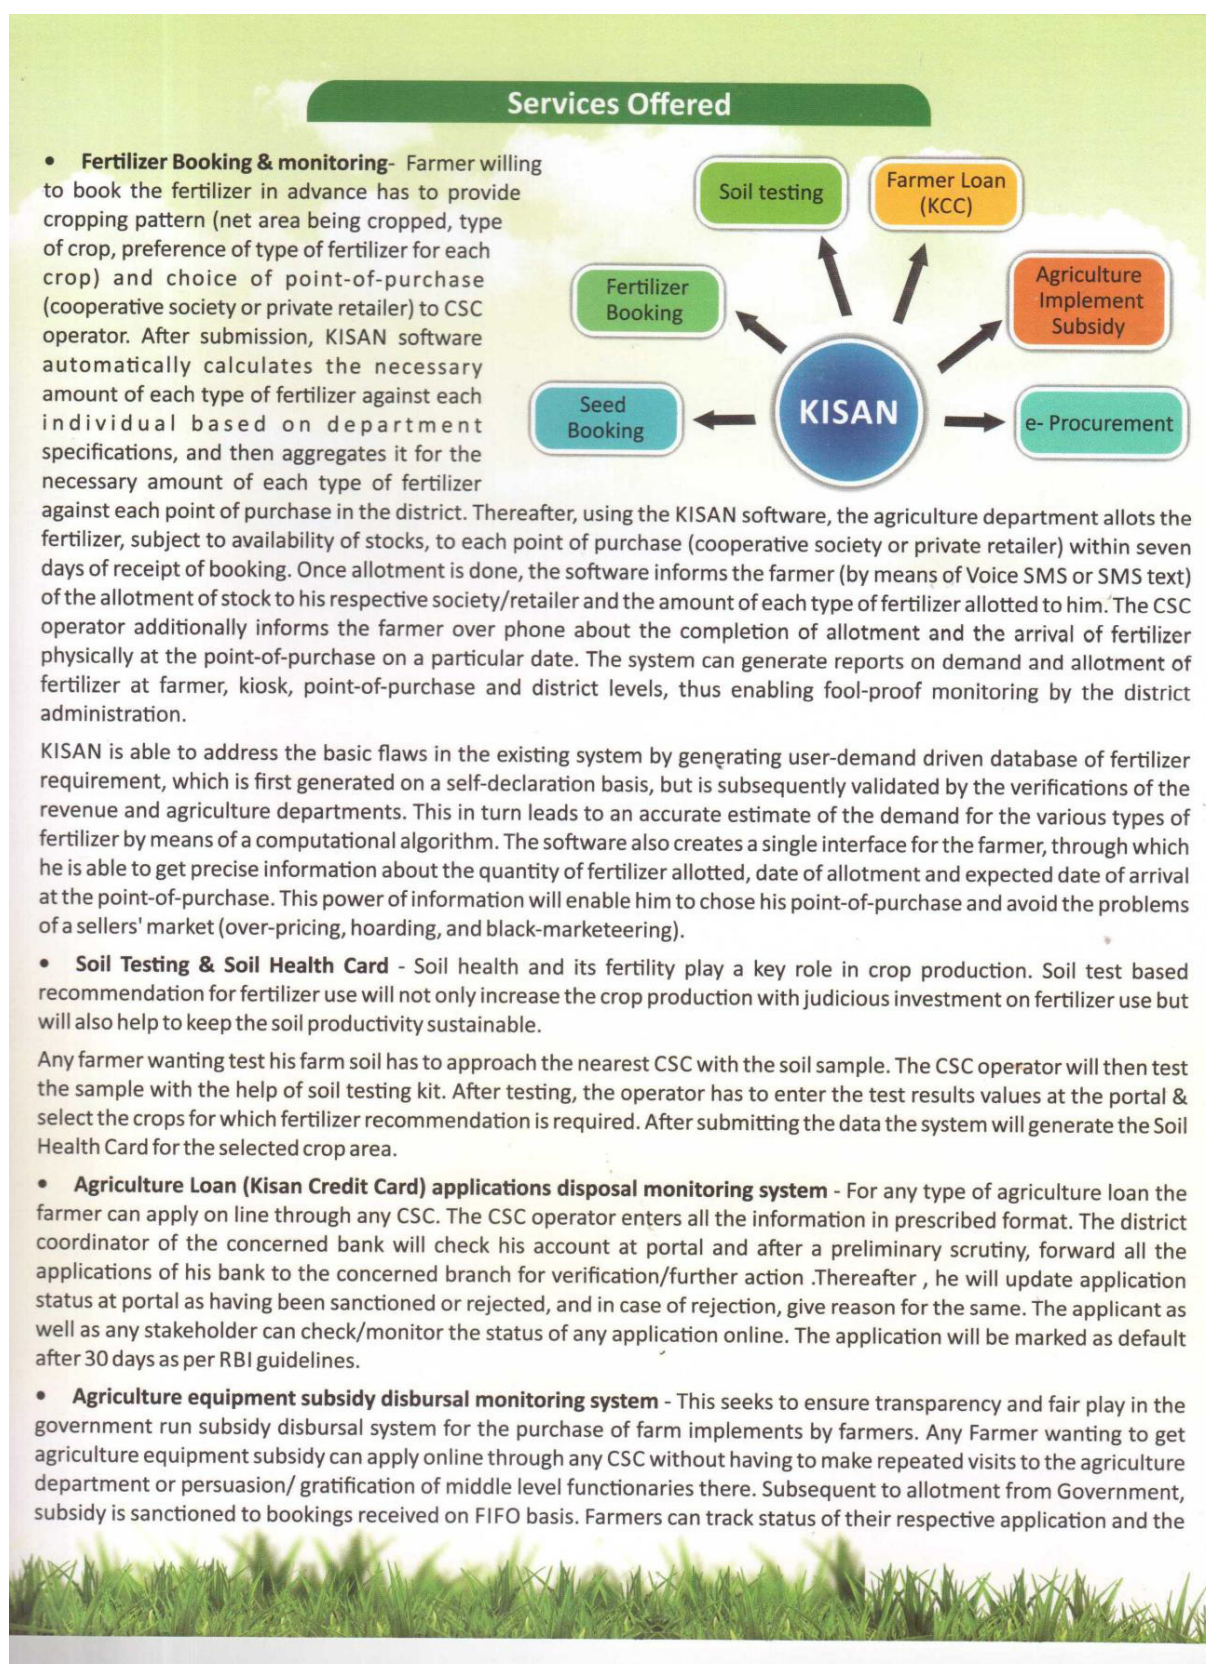 Services Offered
• Fertilizer Booking & monitoring- Farmer willing
to book the fertilizer in advance has to provide
cropping pattern (net area being cropped, type
of crop, preference of type of fertilizer for each
crop) and choice of point-of-purchase
(cooperative society or private retailer) to CSC
operator. After submission, KISAN software
automatically calculates the necessary
amount of each type of fertilizer against each
individual based on department
specifications, and then aggregates it for the
necessary amount of each type of fertilizer
Soil testing
Farmer Loan
(KCC)
Fertilizer
Booking
Agriculture
Implement
Subsidy
Seed
Booking
KISAN
e- Procurement
against each point of purchase in the district. Thereafter, using the KISAN software, the agriculture department allots the
fertilizer, subject to availability of stocks, to each point of purchase (cooperative society or private retailer) within seven
days of receipt of booking. Once allotment is done, the software informs the farmer (by means of Voice SMS or SMS text)
of the allotment of stock to his respective society/retailer and the amount of each type of fertilizer allotted to him. The CSC
operator additionally informs the farmer over phone about the completion of allotment and the arrival of fertilizer
physically at the point-of-purchase on a particular date. The system can generate reports on demand and allotment of
fertilizer at farmer, kiosk, point-of-purchase and district levels, thus enabling fool-proof monitoring by the district
administration.
KISAN is able to address the basic flaws in the existing system by generating user-demand driven database of fertilizer
requirement, which is first generated on a self-declaration basis, but is subsequently validated by the verifications of the
revenue and agriculture departments. This in turn leads to an accurate estimate of the demand for the various types of
fertilizer by means of a computational algorithm. The software also creates a single interface for the farmer, through which
he is able to get precise information about the quantity of fertilizer allotted, date of allotment and expected date of arrival
at the point-of-purchase. This power of information will enable him to chose his point-of-purchase and avoid the problems
of a sellers' market (over-pricing, hoarding, and black-marketeering).
• Soil Testing & Soil Health Card - Soil health and its fertility play a key role in crop production. Soil test based
recommendation for fertilizer use will not only increase the crop production with judicious investment on fertilizer use but
will also help to keep the soil productivity sustainable.
Any farmer wanting test his farm soil has to approach the nearest CSC with the soil sample. The CSC operator will then test
the sample with the help of soil testing kit. After testing, the operator has to enter the test results values at the portal &
select the crops for which fertilizer recommendation is required. After submitting the data the system will generate the Soil
Health Card for the selected crop area.
• Agriculture Loan (Kisan Credit Card) applications disposal monitoring system - For any type of agriculture loan the
farmer can apply on line through any CSC. The CSC operator enters all the information in prescribed format. The district
coordinator of the concerned bank will check his account at portal and after a preliminary scrutiny, forward all the
applications of his bank to the concerned branch for verification/further action .Thereafter , he will update application
status at portal as having been sanctioned or rejected, and in case of rejection, give reason for the same. The applicant as
well as any stakeholder can check/monitor the status of any application online. The application will be marked as default
after 30 days as per RBI guidelines.
• Agriculture equipment subsidy disbursal monitoring system - This seeks to ensure transparency and fair play in the
government run subsidy disbursal system for the purchase of farm implements by farmers. Any Farmer wanting to get
agriculture equipment subsidy can apply online through any CSC without having to make repeated visits to the agriculture
department or persuasion/ gratification of middle level functionaries there. Subsequent to allotment from Government,
subsidy is sanctioned to bookings received on FIFO basis. Farmers can track status of their respective application and the